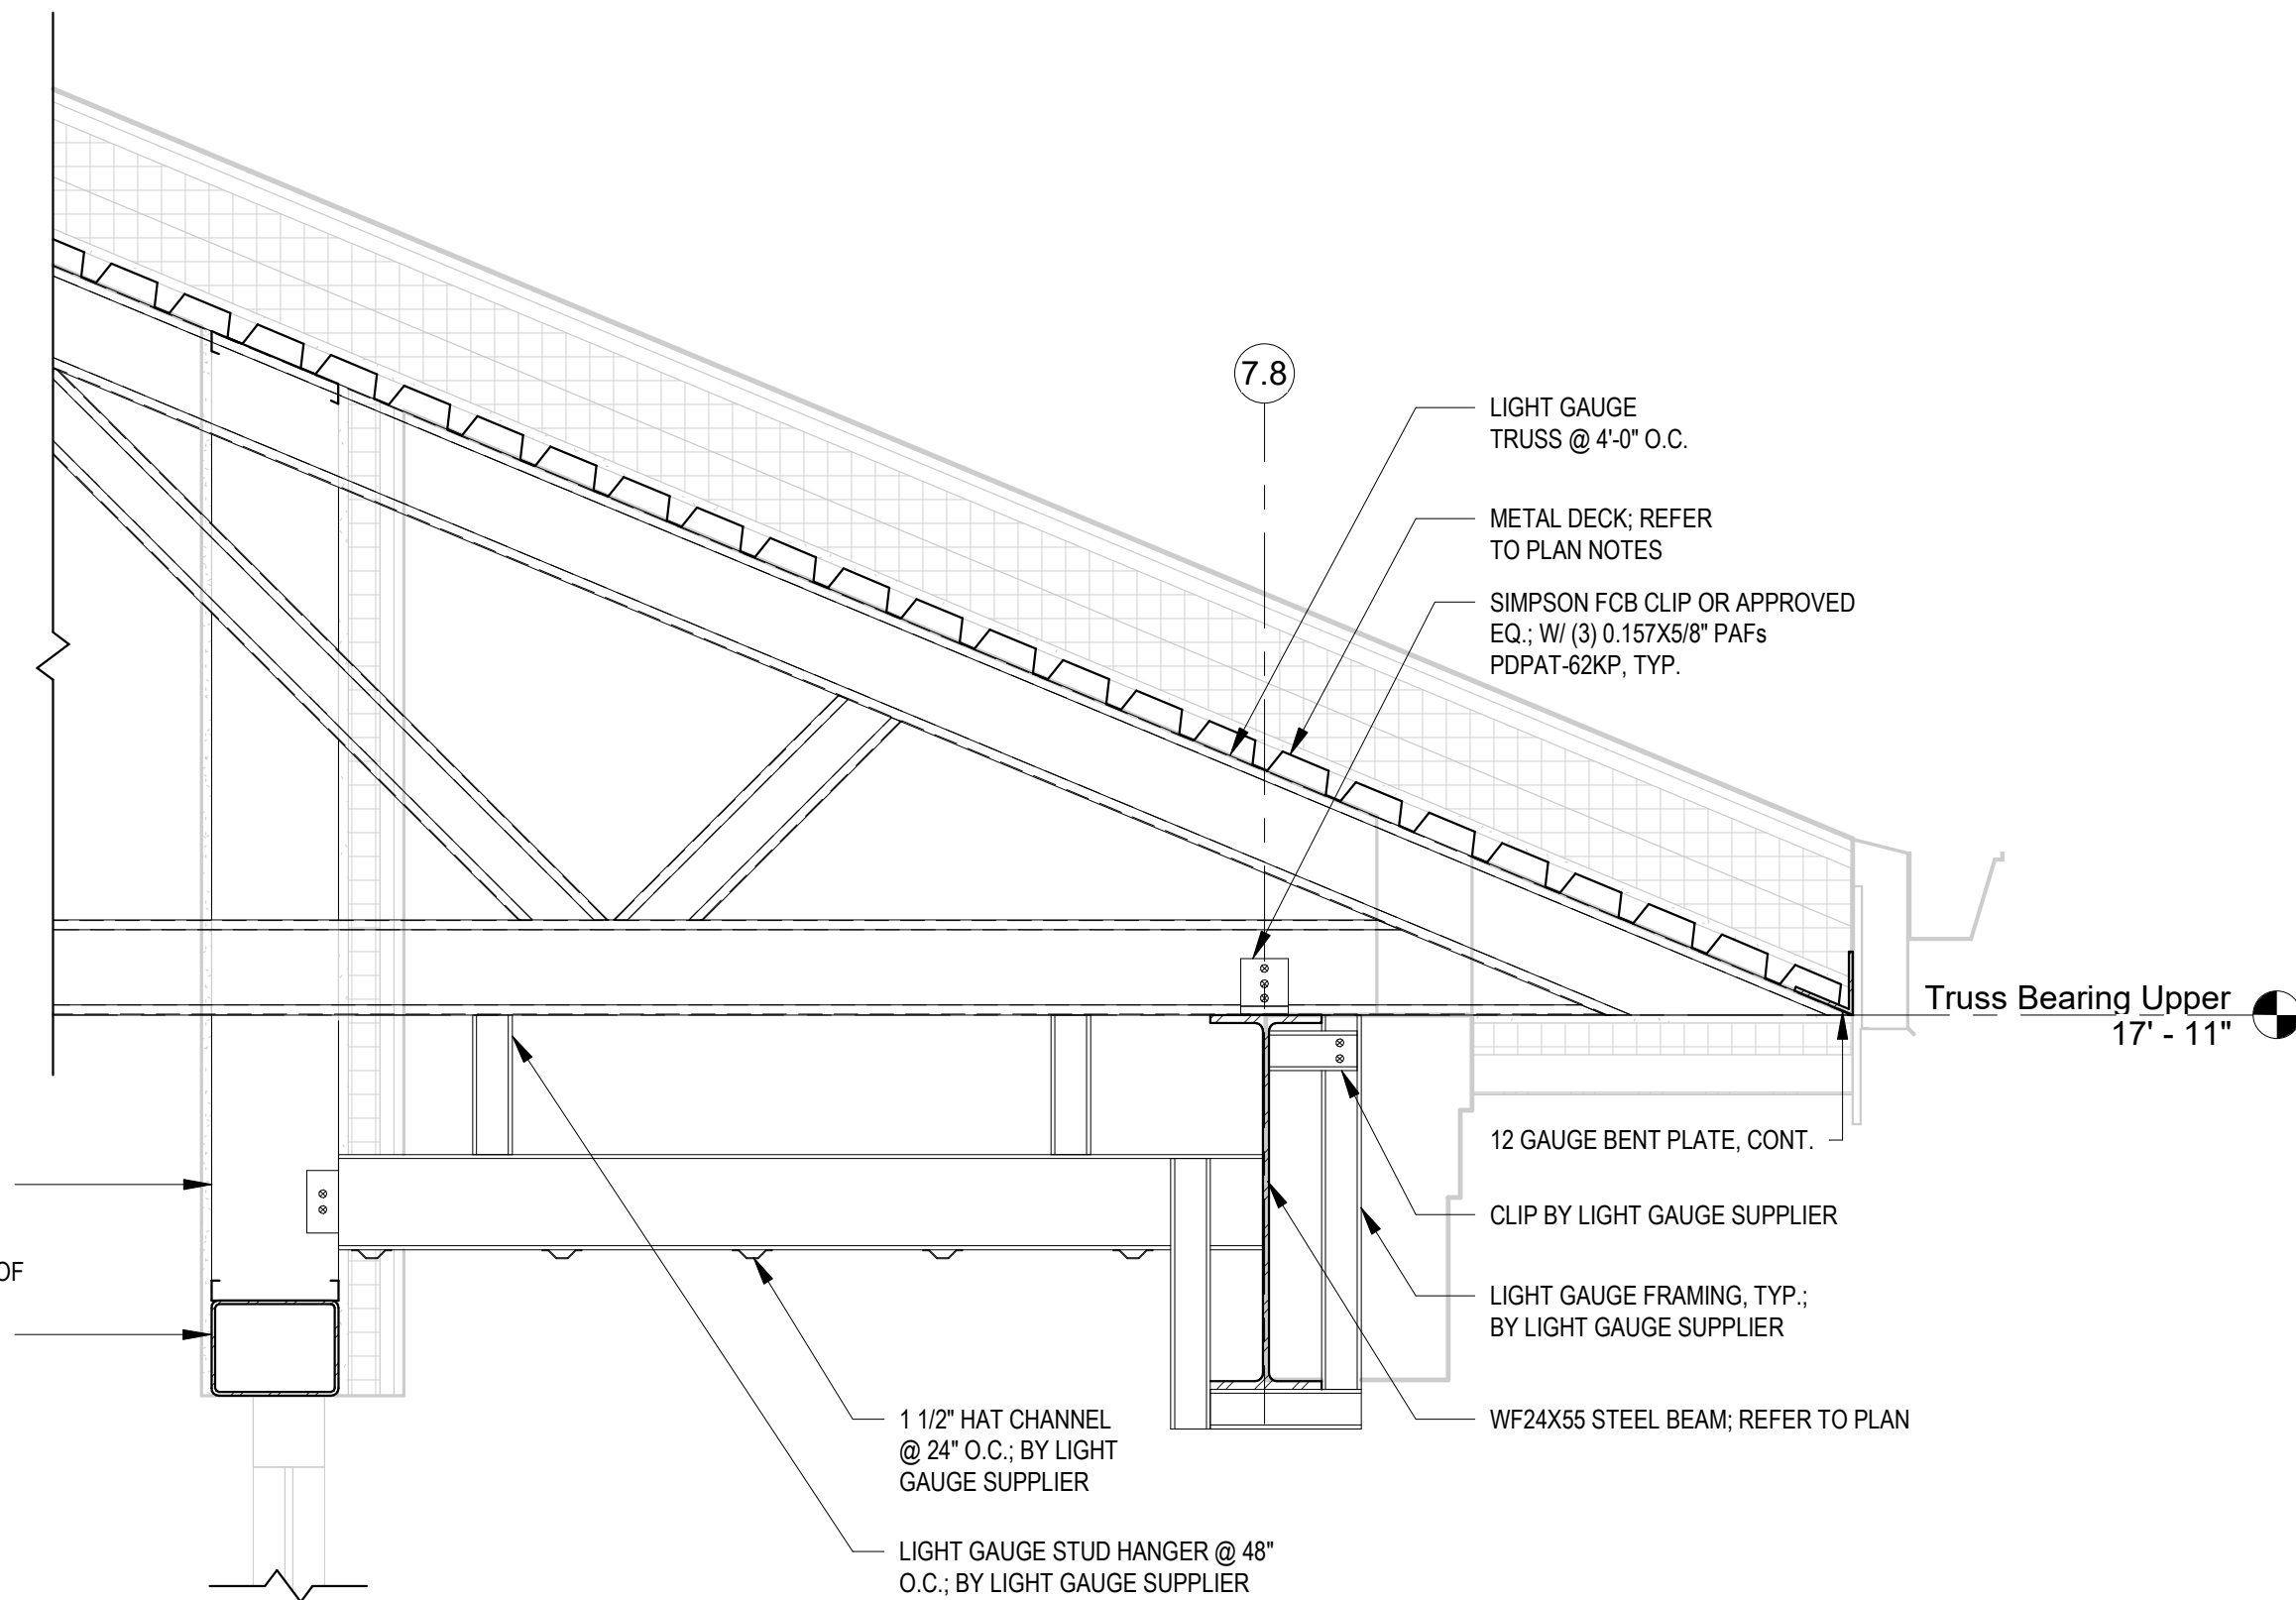 7.8
LIGHT GAUGE
TRUSS @ 4'-0" O.C.
METAL DECK; REFER
TO PLAN NOTES
SIMPSON FCB CLIP OR APPROVED
EQ.; W/ (3) 0.157X5/8" PAFs
PDPAT-62KP, TYP.
Truss Bearing Upper
17' - 11"
12 GAUGE BENT PLATE, CONT.
CLIP BY LIGHT GAUGE SUPPLIER
OF
LIGHT GAUGE FRAMING, TYP.;
BY LIGHT GAUGE SUPPLIER
WF24X55 STEEL BEAM; REFER TO PLAN
1 1/2" HAT CHANNEL
@ 24" O.C.; BY LIGHT
GAUGE SUPPLIER
LIGHT GAUGE STUD HANGER @ 48"
O.C.; BY LIGHT GAUGE SUPPLIER